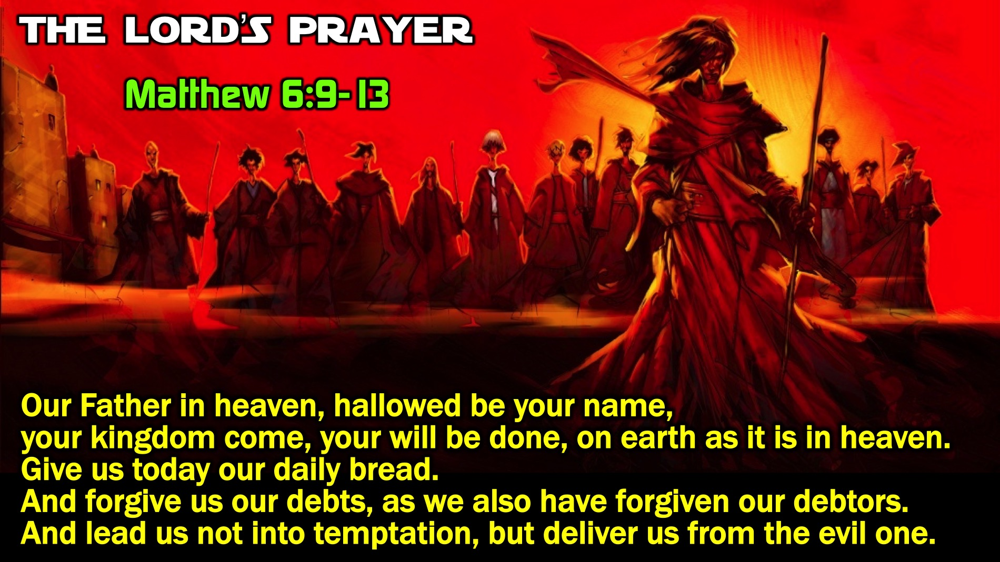 THE LORD'S PRAYER
Matthew 6:9-13
Our Father in heaven, hallowed be your name,
your kingdom come, your will be done, on earth as it is in heaven.
Give us today our daily bread.
And forgive us our debts, as we also have forgiven our debtors.
And lead us not into temptation, but deliver us from the evil one.